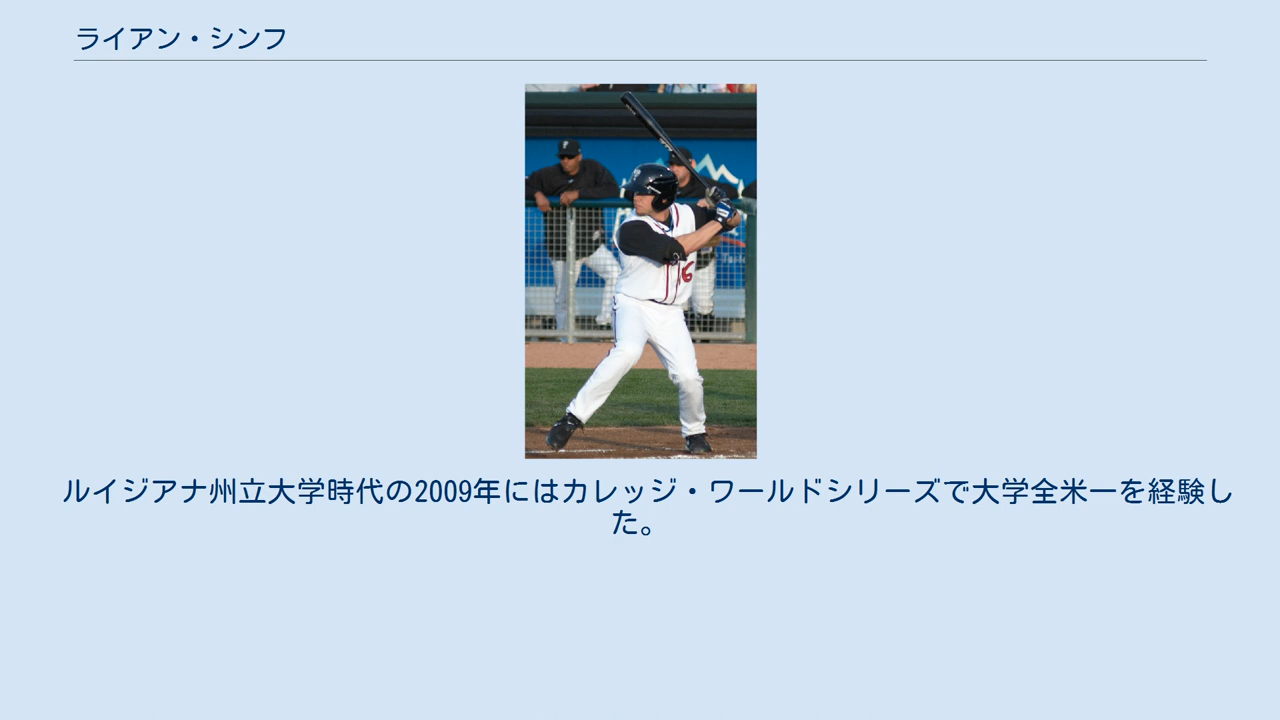 ライアン・シンフ
ルイジアナ州立大学時代の2009年にはカレッジ・ワールドシリーズで大学全米一を経験し
た。